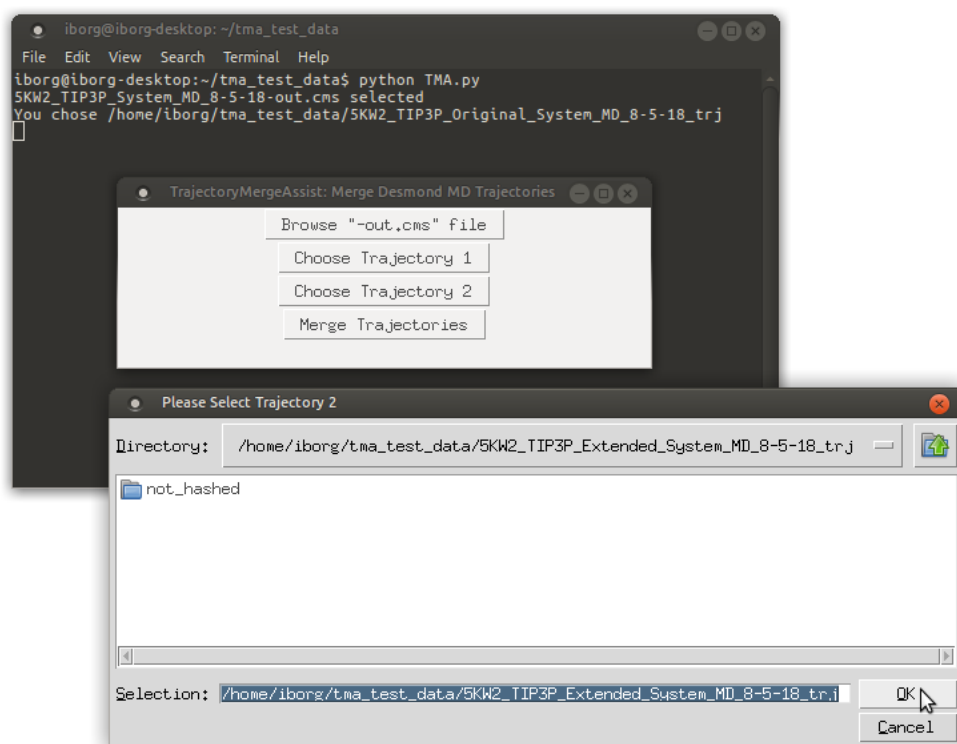 iborg@iborg-desktop: ~/tma_test_data
File Edit View Search Terminal Help
iborg@iborg-desktop:~/tma_test_data$ python TMA.py
5KW2_TIP3P_System_MD_8-5-18-out.cms selected
You chose /home/iborg/tma_test_data/5KW2_TIP3P_Original_System_MD_8-5-18_trj
TrajectoryMergeAssist: Merge Desmond MD Trajectories
Browse "-out.cms" file
Choose Trajectory 1
Choose Trajectory 2
Merge Trajectories
Please Select Trajectory 2
Directory: /home/iborg/tma_test_data/5KW2_TIP3P_Extended_System_MD_8-5-18_trj
not_hashed
Selection: /home/iborg/tma_test_data/5KW2_TIP3P_Extended_System_MD_8-5-18_trj
OK
Cancel